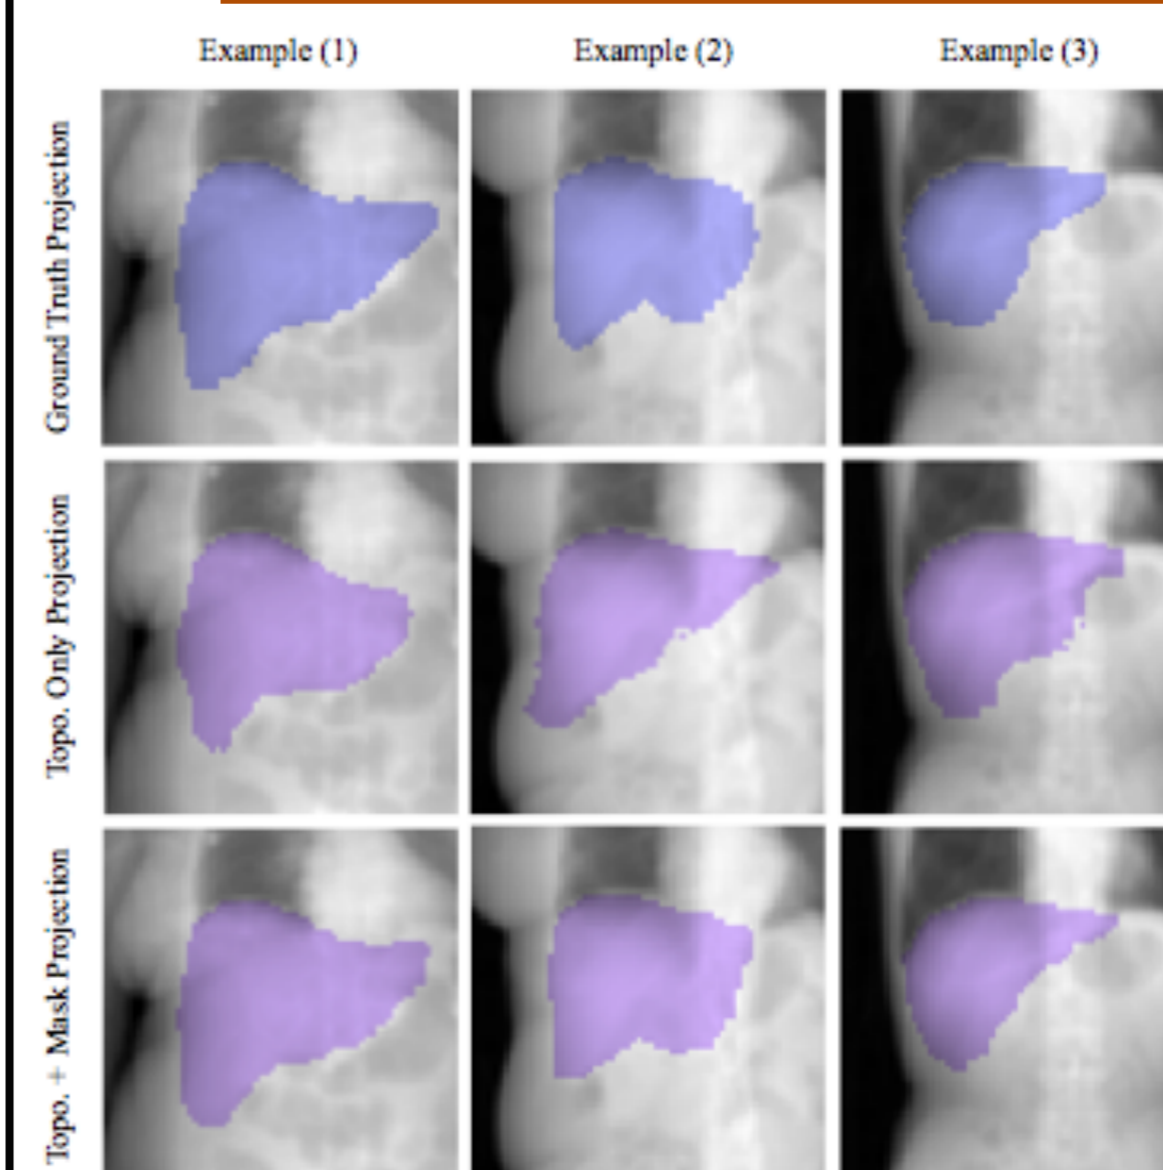 Example (1)
Example (2)
Example (3)
Ground Truth Projection
Topo. Only Projection
Topo. + Mask Projection